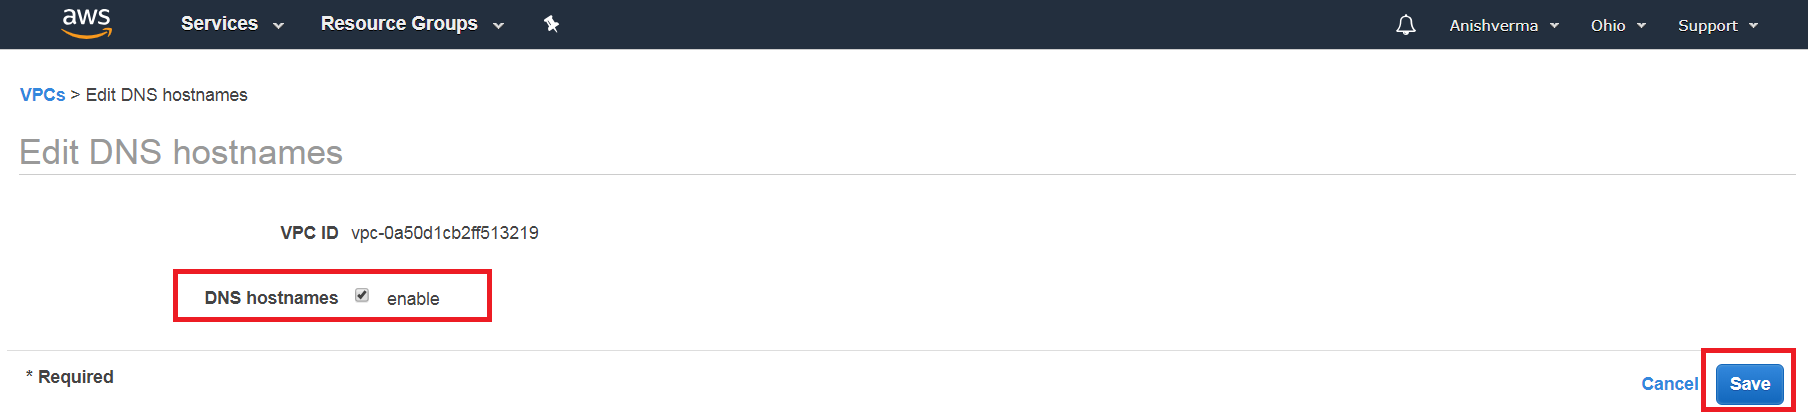 aws Services Resource Groups Anishverma Ohio Support
VPCs > Edit DNS hostnames
Edit DNS hostnames
VPC ID vpc-0a50d1cb2ff513219
DNS hostnames enable
* Required
Cancel Save